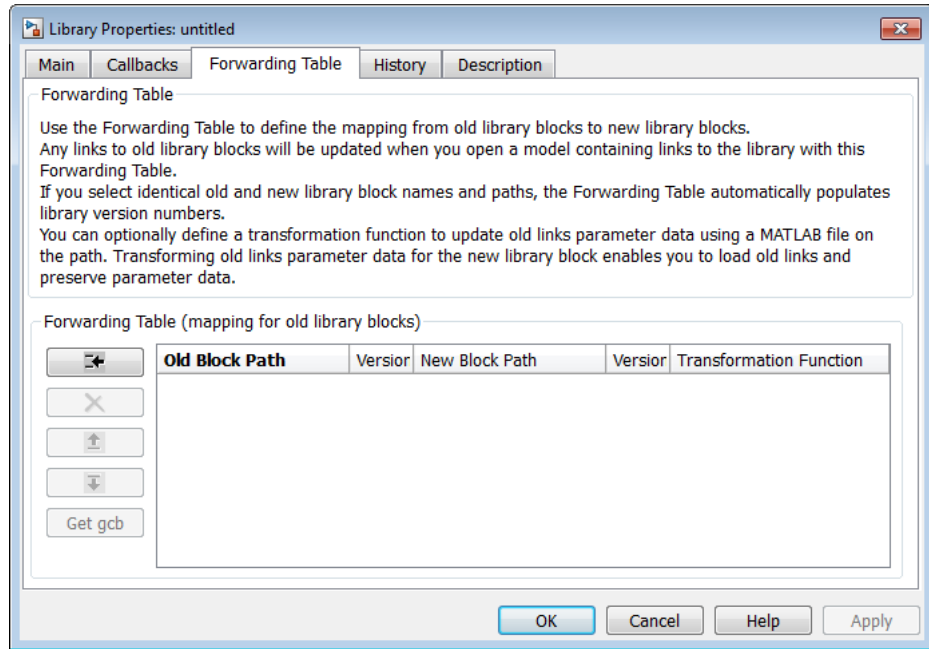 Library Properties: untitled
Main Callbacks Forwarding Table History Description
Forwarding Table
Use the Forwarding Table to define the mapping from old library blocks to new library blocks.
Any links to old library blocks will be updated when you open a model containing links to the library with this
Forwarding Table.
If you select identical old and new library block names and paths, the Forwarding Table automatically populates
library version numbers.
You can optionally define a transformation function to update old links parameter data using a MATLAB file on
the path. Transforming old links parameter data for the new library block enables you to load old links and
preserve parameter data.
Forwarding Table (mapping for old library blocks)
Old Block Path Version New Block Path Version Transformation Function
Get gcb
OK Cancel Help Apply